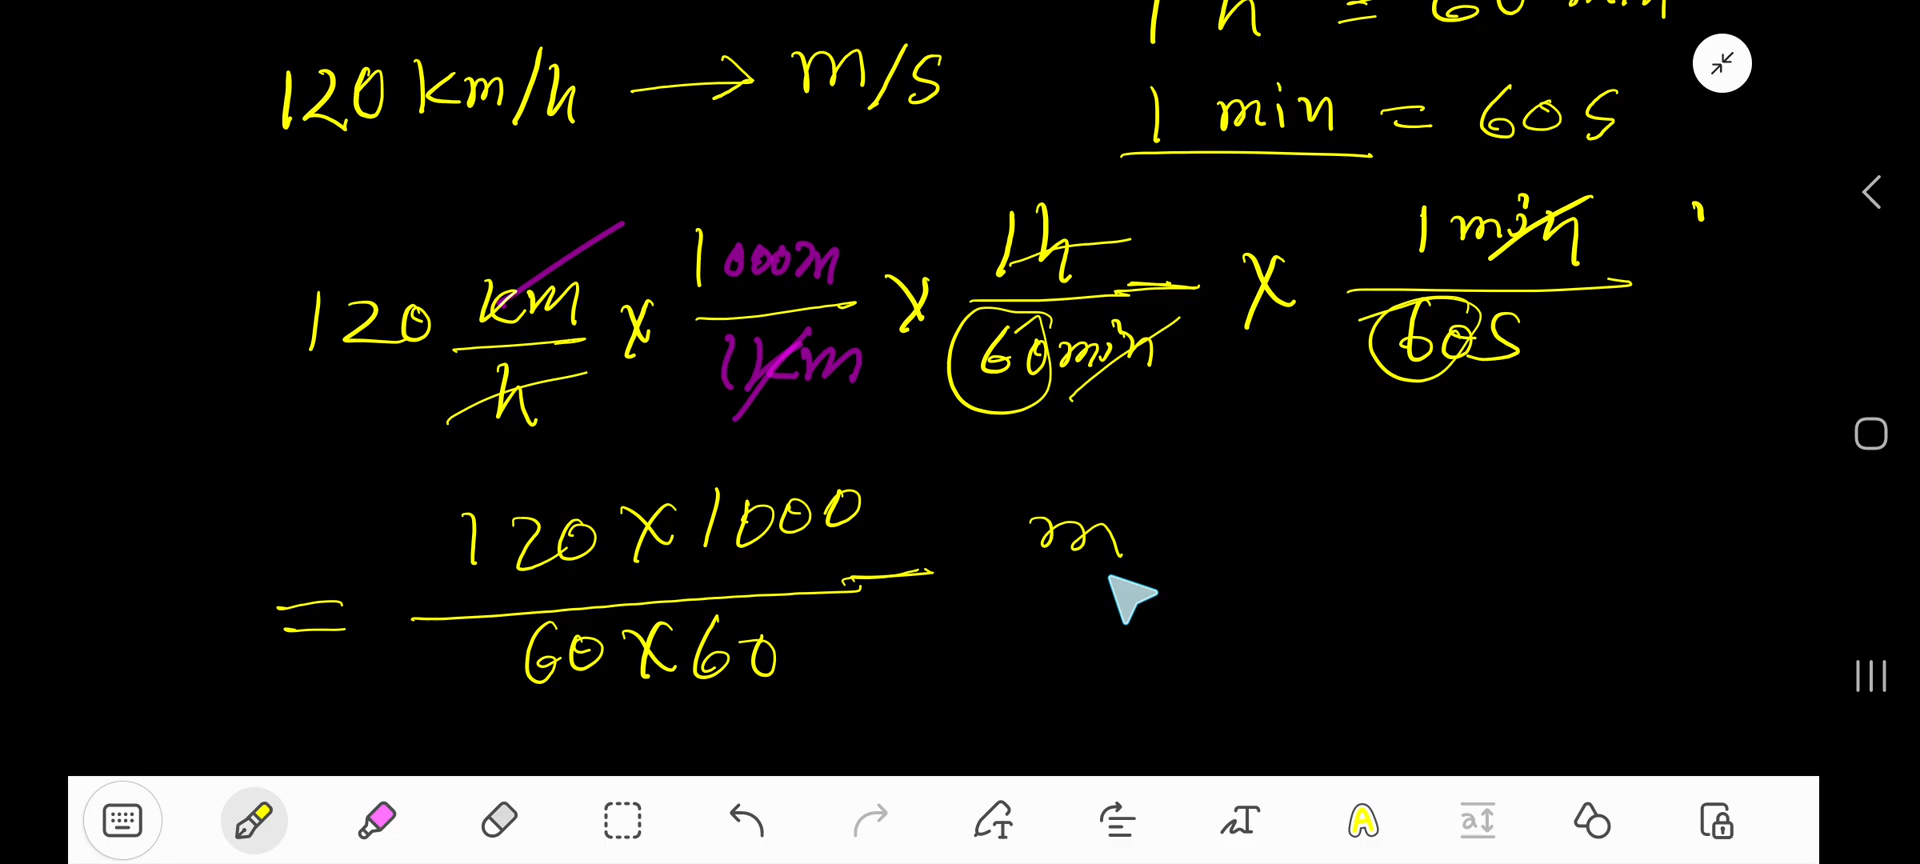 1 h = 60 min
120 km/h → m/s
1 min = 60 s
120 km/h × 1000m/1km × 1h/60min × 1min/60s
= 120×1000/60×60 m